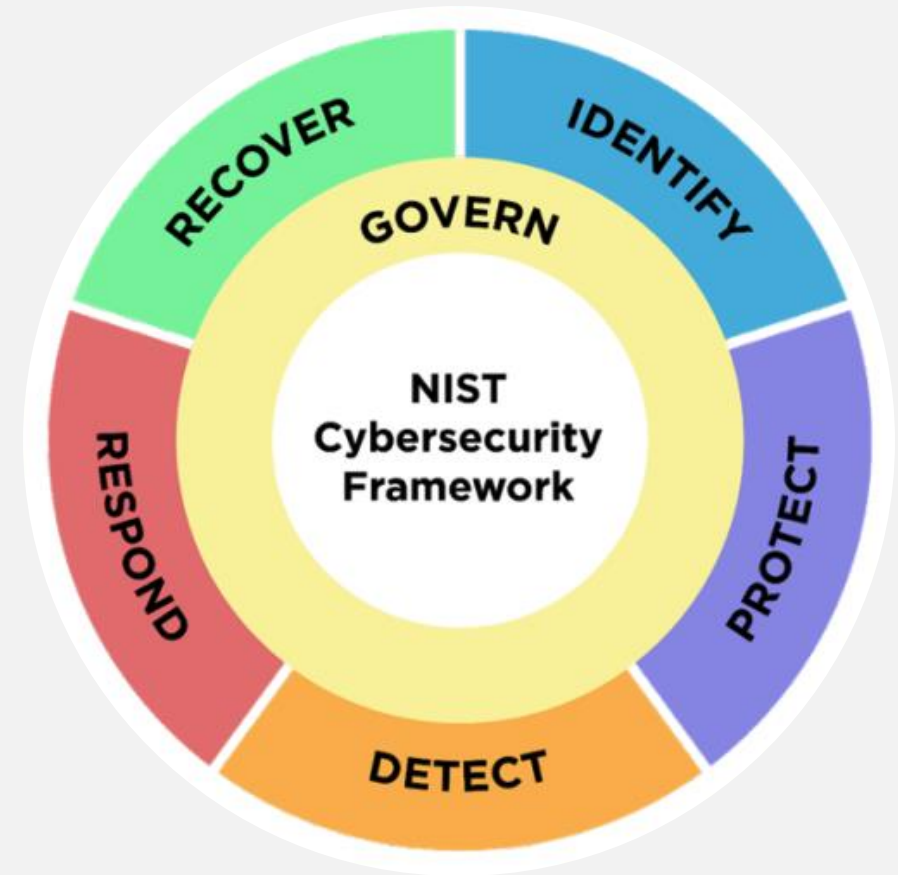 RECOVER
IDENTIFY
GOVERN
NIST
Cybersecurity
Framework
RESPOND
PROTECT
DETECT